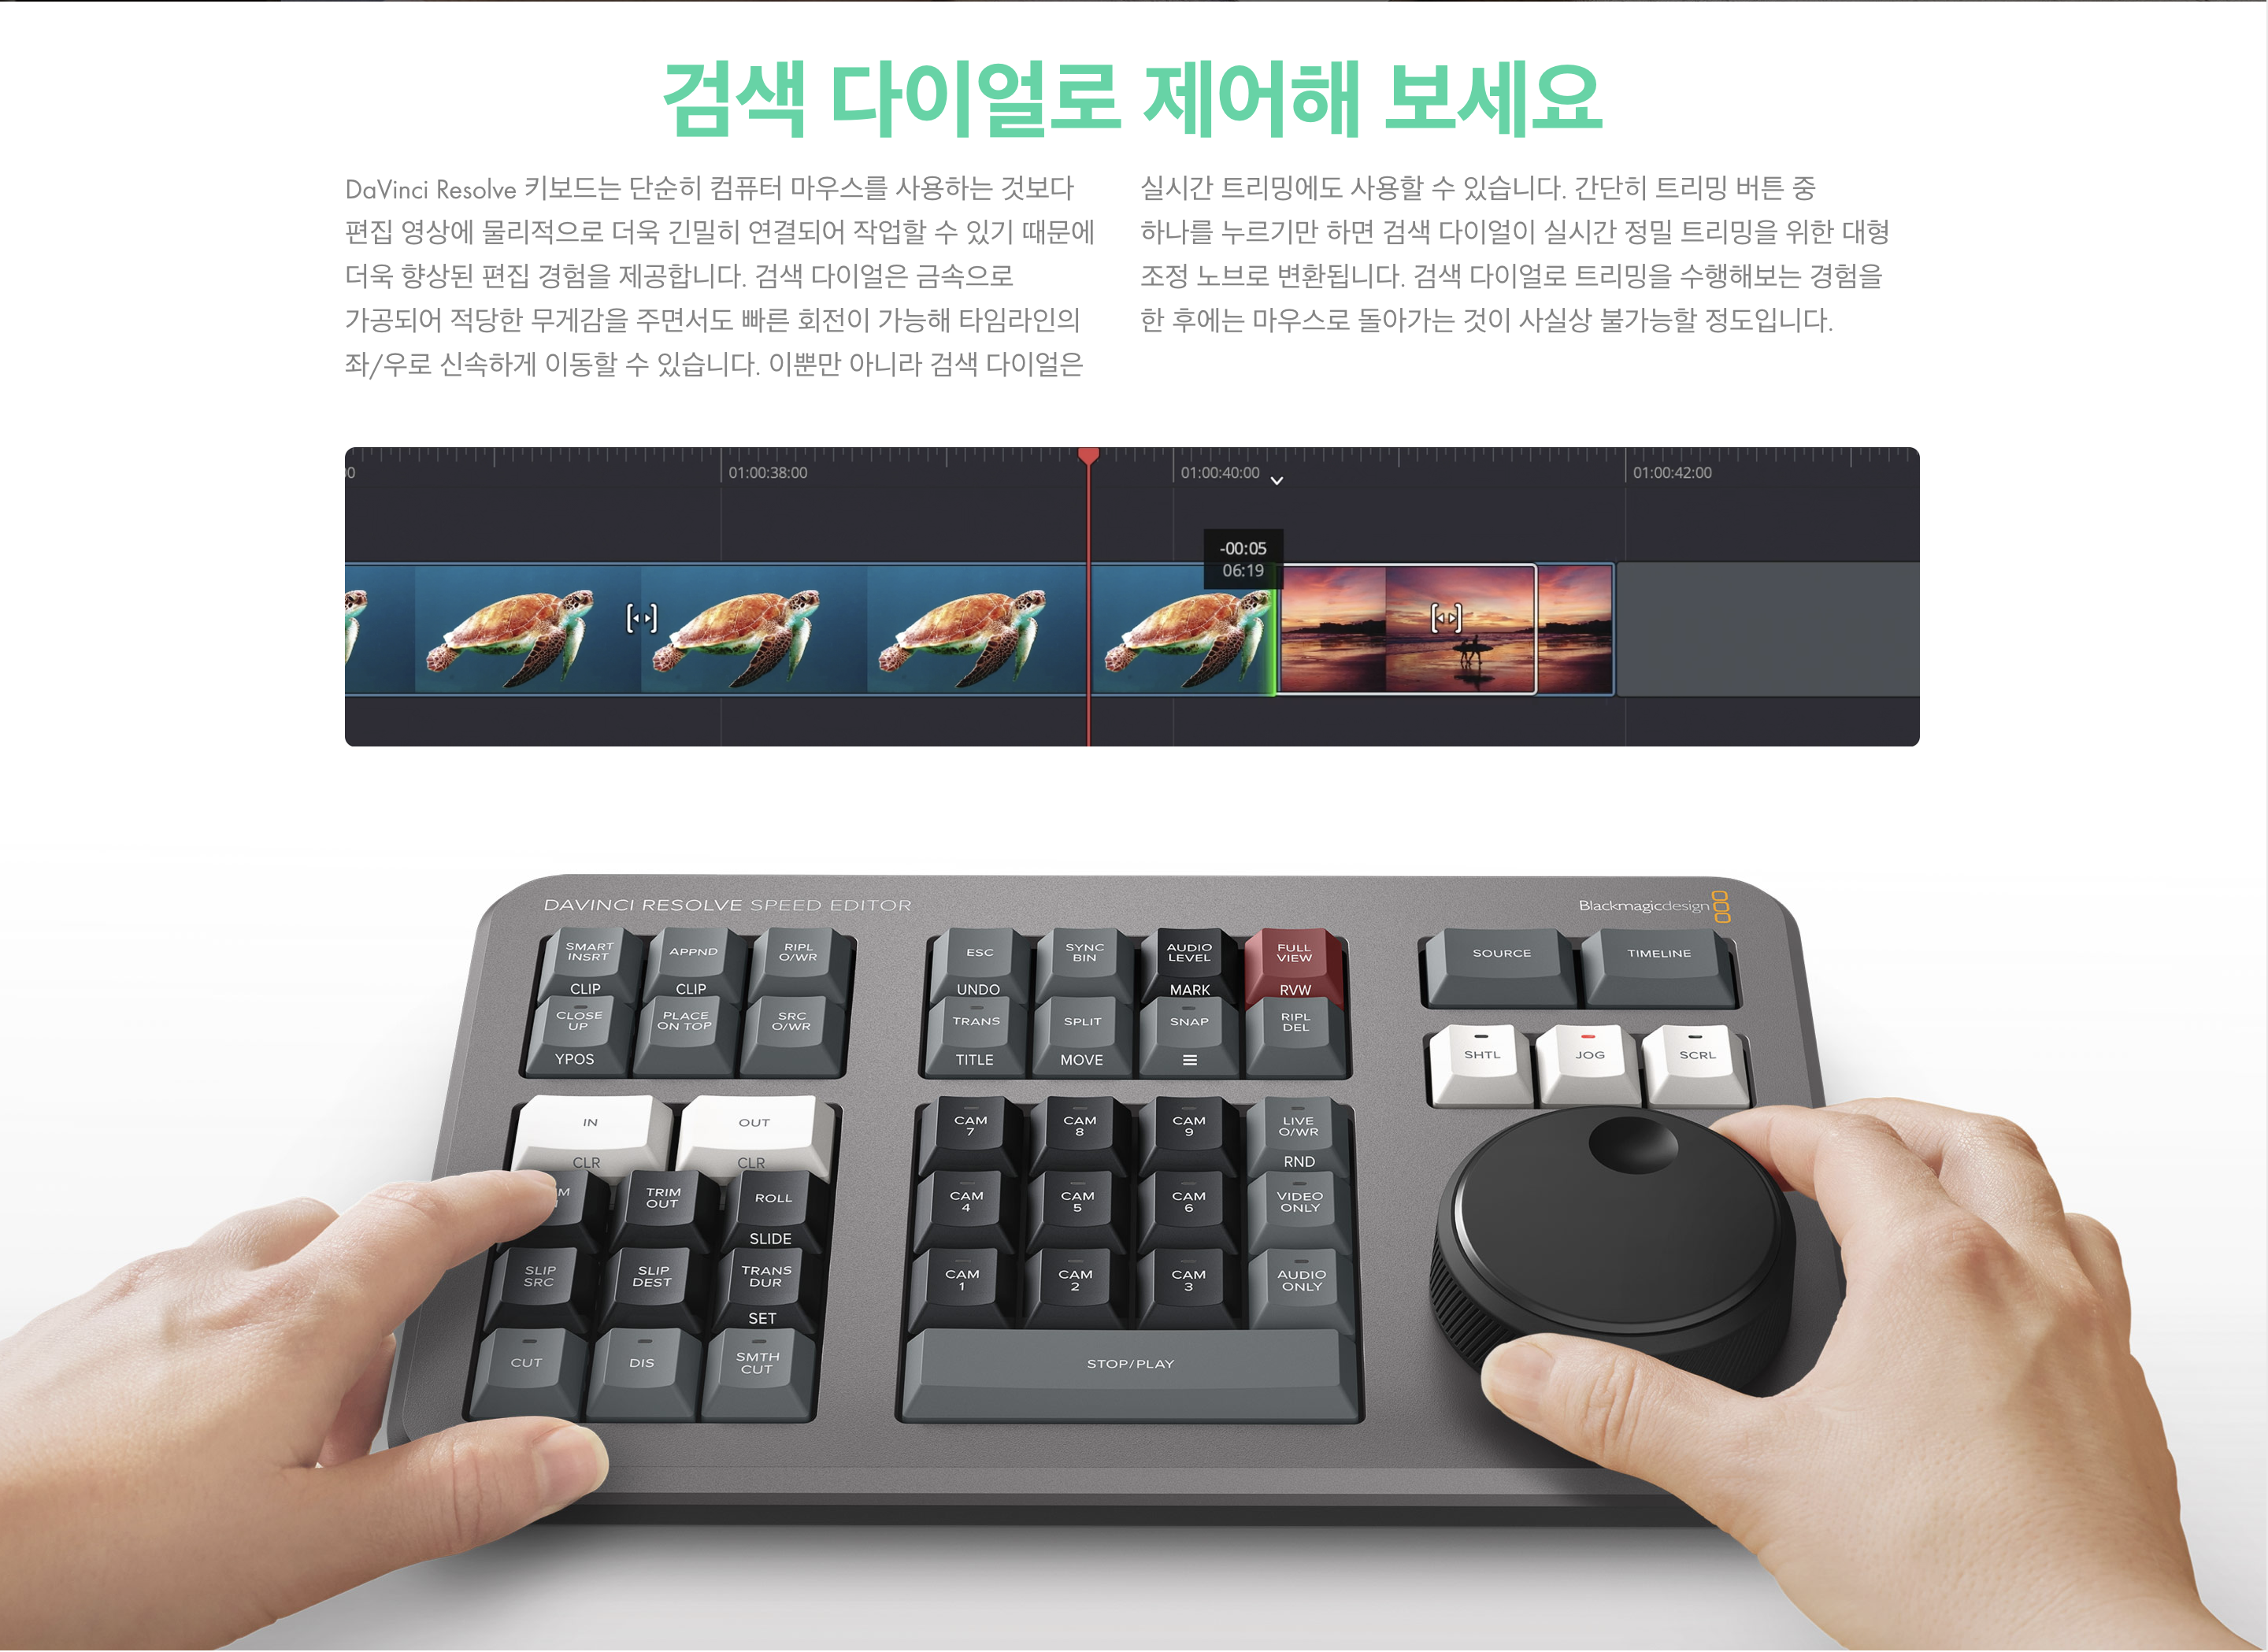 검색 다이얼로 제어해 보세요
DaVinci Resolve 키보드는 단순히 컴퓨터 마우스를 사용하는 것보다
편집 영상에 물리적으로 더욱 긴밀히 연결되어 작업할 수 있기 때문에
더욱 향상된 편집 경험을 제공합니다. 검색 다이얼은 금속으로
가공되어 적당한 무게감을 주면서도 빠른 회전이 가능해 타임라인의
좌/우로 신속하게 이동할 수 있습니다. 이뿐만 아니라 검색 다이얼은
실시간 트리밍에도 사용할 수 있습니다. 간단히 트리밍 버튼 중
하나를 누르기만 하면 검색 다이얼이 실시간 정밀 트리밍을 위한 대형
조정 노브로 변환됩니다. 검색 다이얼로 트리밍을 수행해보는 경험을
한 후에는 마우스로 돌아가는 것이 사실상 불가능할 정도입니다.
01:00:38:00
01:00:40:00
01:00:42:00
-00:05
06:19
DAVINCI RESOLVE SPEED EDITOR
Blackmagicdesign
SMART
INSRT
CLIP
APPND
CLIP
RIPL
O/WR
CLOSE
UP
YPOS
PLACE
ON TOP
SRC
O/WR
ESC
UNDO
SYNC
BIN
AUDIO
LEVEL
MARK
FULL
VIEW
RVW
TRANS
TITLE
SPLIT
MOVE
SNAP
RIPL
DEL
SOURCE
TIMELINE
SHTL
JOG
SCRL
IN
CLR
OUT
CLR
TRIM
OUT
ROLL
SLIDE
SLIP
SRC
SLIP
DEST
TRANS
DUR
SET
CUT
DIS
SMTH
CUT
CAM
7
CAM
8
CAM
9
LIVE
O/WR
RND
CAM
4
CAM
5
CAM
6
VIDEO
ONLY
CAM
1
CAM
2
CAM
3
AUDIO
ONLY
STOP/PLAY